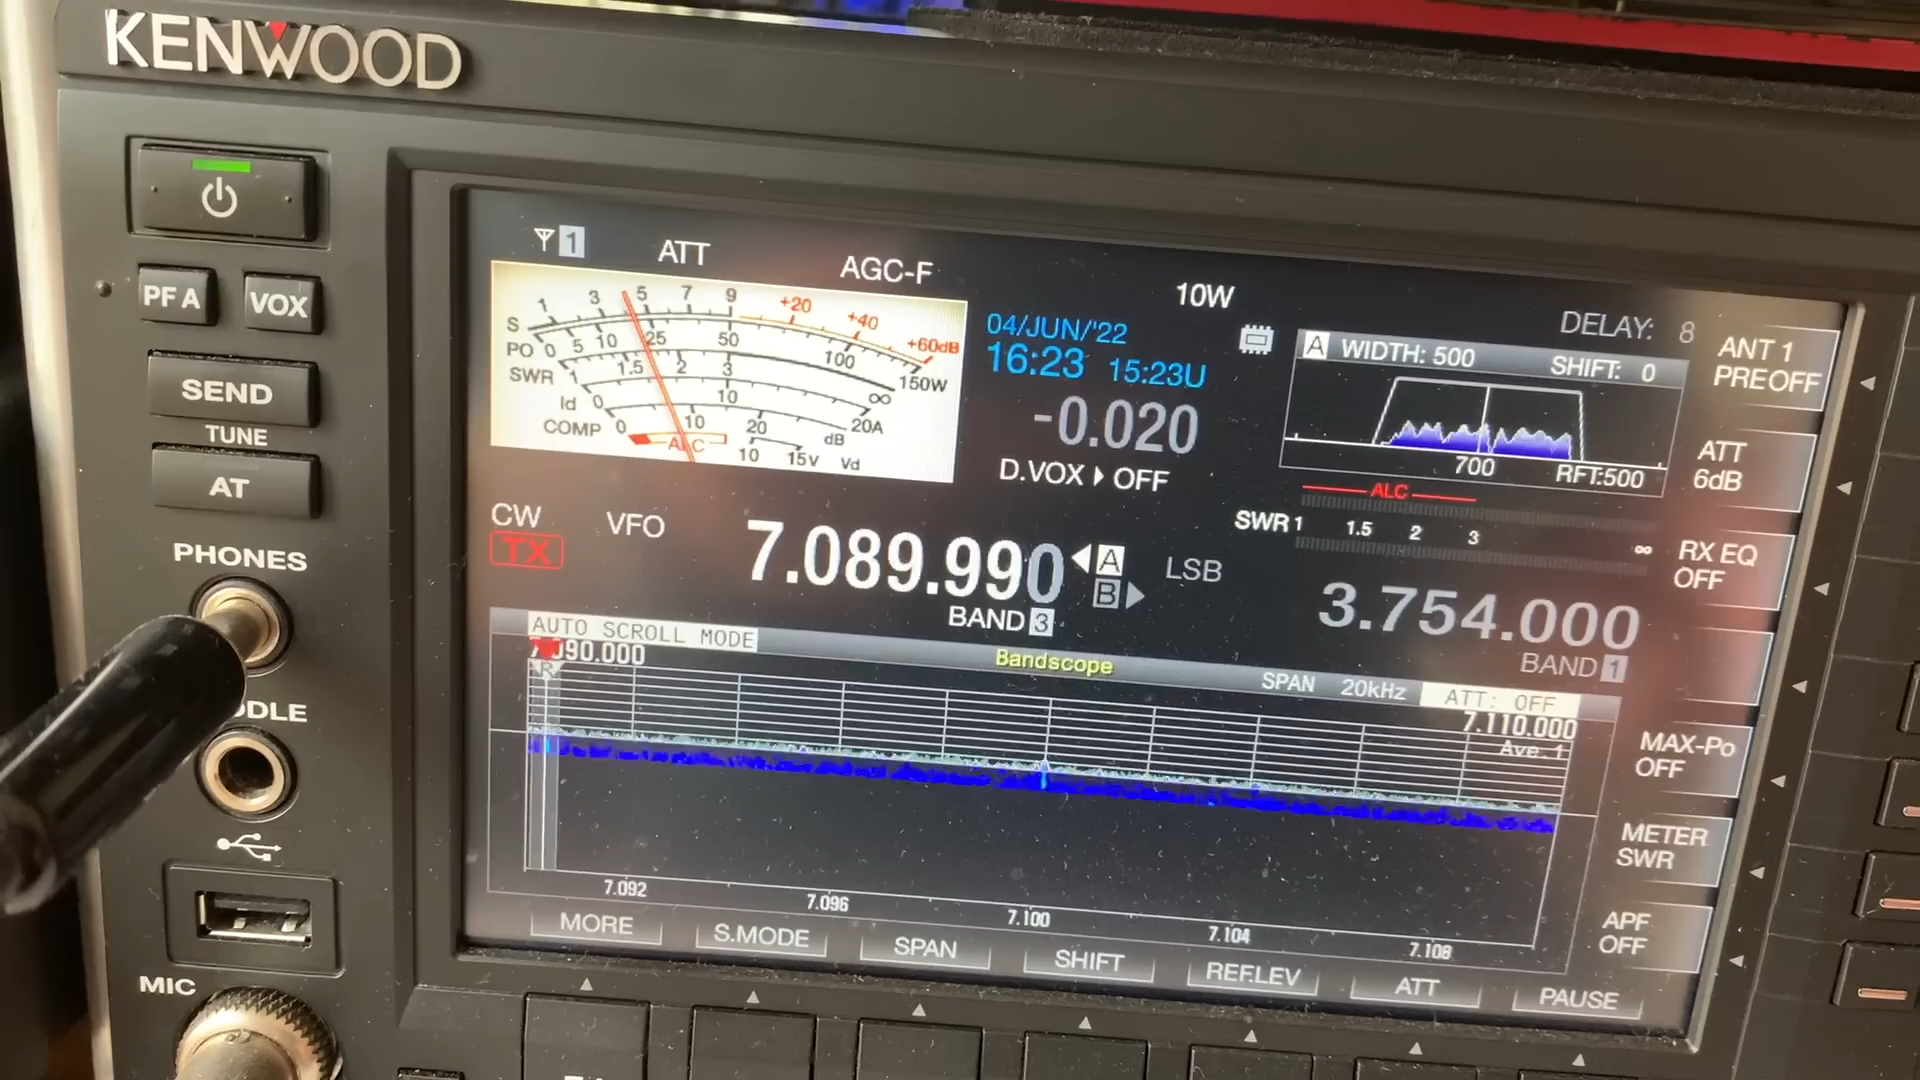 KENWOOD
PF A
VOX
SEND
TUNE
AT
PHONES
DDLE
MIC
1
ATT
AGC-F
10W
DELAY: 8
S 1 3 5 7 9 +20 +40 +60dB
PO 0 5 10 25 50 100 150W
SWR 1 1.5 2 3 ∞
Id 0 10 20A
COMP 0 10 20 dB
ALC 10 15V Vd
04/JUN/'22
16:23 15:23U
-0.020
D.VOX OFF
A WIDTH: 500 SHIFT: 0
700 RFT:500
ALC
SWR 1 1.5 2 3 ∞
CW
TX
VFO
7.089.990
A
B
BAND 3
LSB
3.754.000
BAND 1
AUTO SCROLL MODE
Bandscope
SPAN 20kHz
ATT: OFF
7.090.000
7.110.000
Ave.1
7.092 7.096 7.100 7.104 7.108
MORE
S.MODE
SPAN
SHIFT
REF.LEV
ATT
PAUSE
ANT 1
PREOFF
ATT
6dB
RX EQ
OFF
MAX-Po
OFF
METER
SWR
APF
OFF